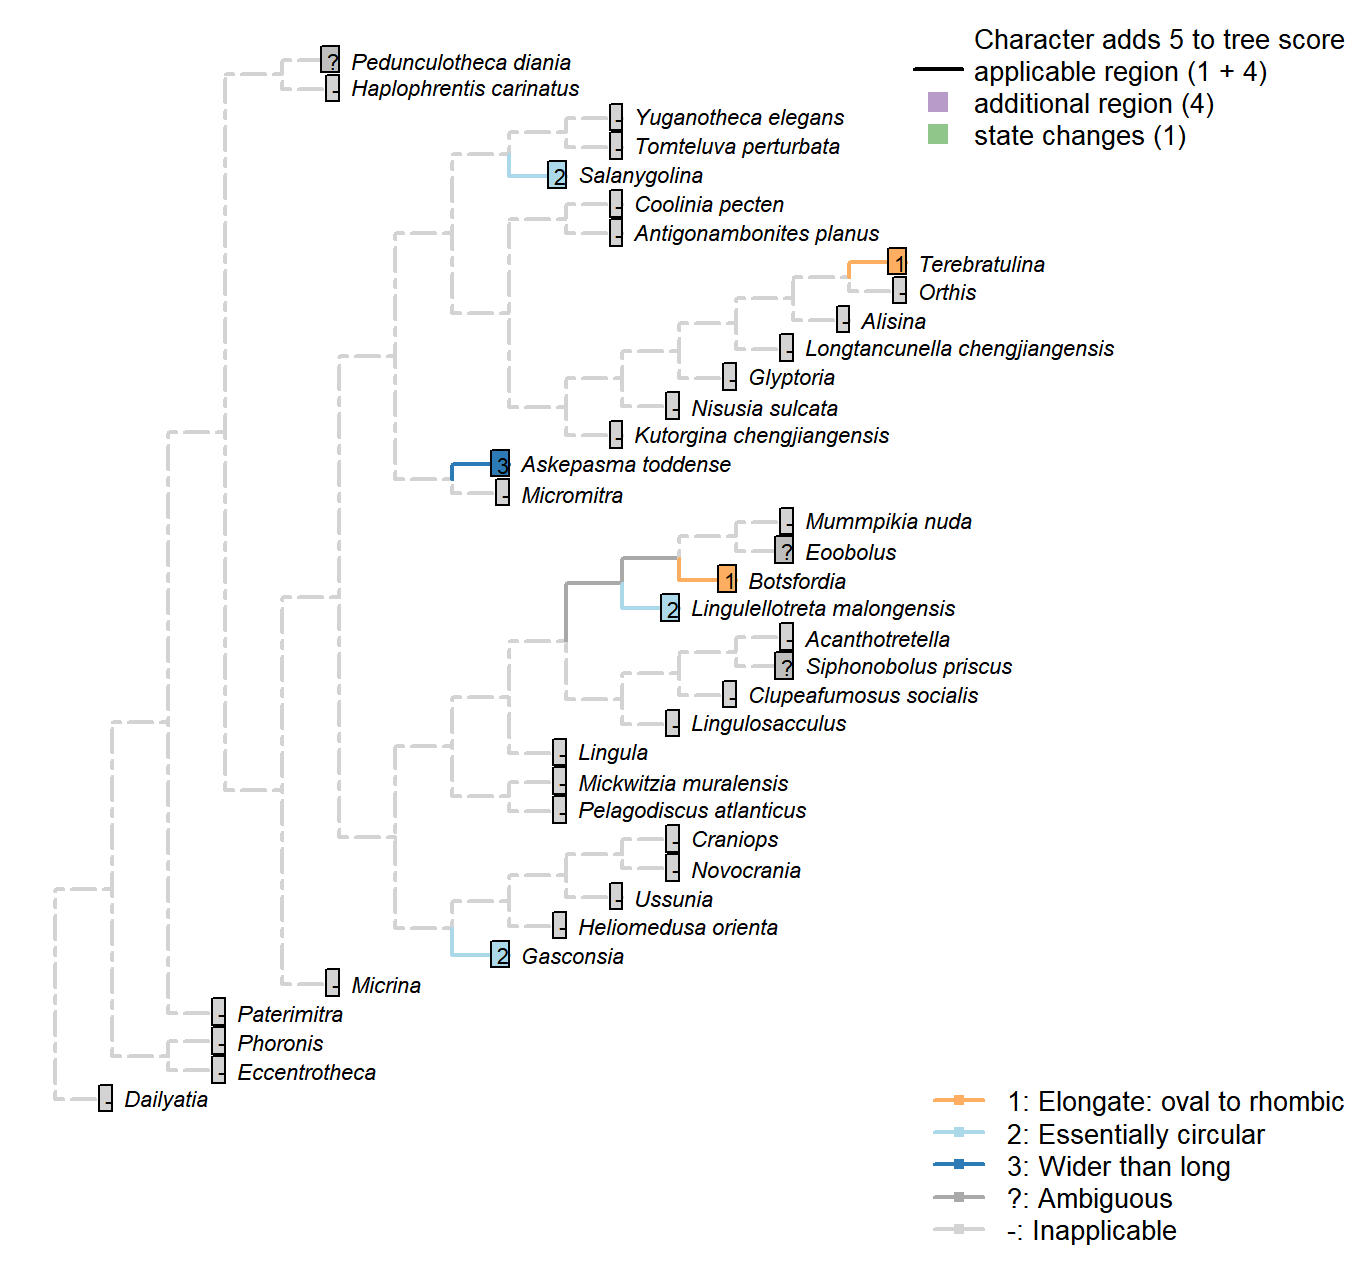 Character adds 5 to tree score
applicable region (1 + 4)
additional region (4)
state changes (1)
? Pedunculotheca diania
- Haplophrentis carinatus
- Yuganotheca elegans
- Tomteluva perturbata
2 Salanygolina
- Coolinia pecten
- Antigonambonites planus
1 Terebratulina
- Orthis
- Alisina
- Longtancunella chengjiangensis
- Glyptoria
- Nisusia sulcata
- Kutorgina chengjiangensis
3 Askepasma toddense
- Micromitra
- Mummpikia nuda
? Eoobolus
1 Botsfordia
2 Lingulellotreta malongensis
- Acanthotretella
? Siphonobolus priscus
- Clupeafumosus socialis
- Lingulosacculus
- Lingula
- Mickwitzia muralensis
- Pelagodiscus atlanticus
- Craniops
- Novocrania
- Ussunia
- Heliomedusa orienta
2 Gasconsia
- Micrina
- Paterimitra
- Phoronis
- Eccentrotheca
- Dailyatia
1: Elongate: oval to rhombic
2: Essentially circular
3: Wider than long
?: Ambiguous
-: Inapplicable